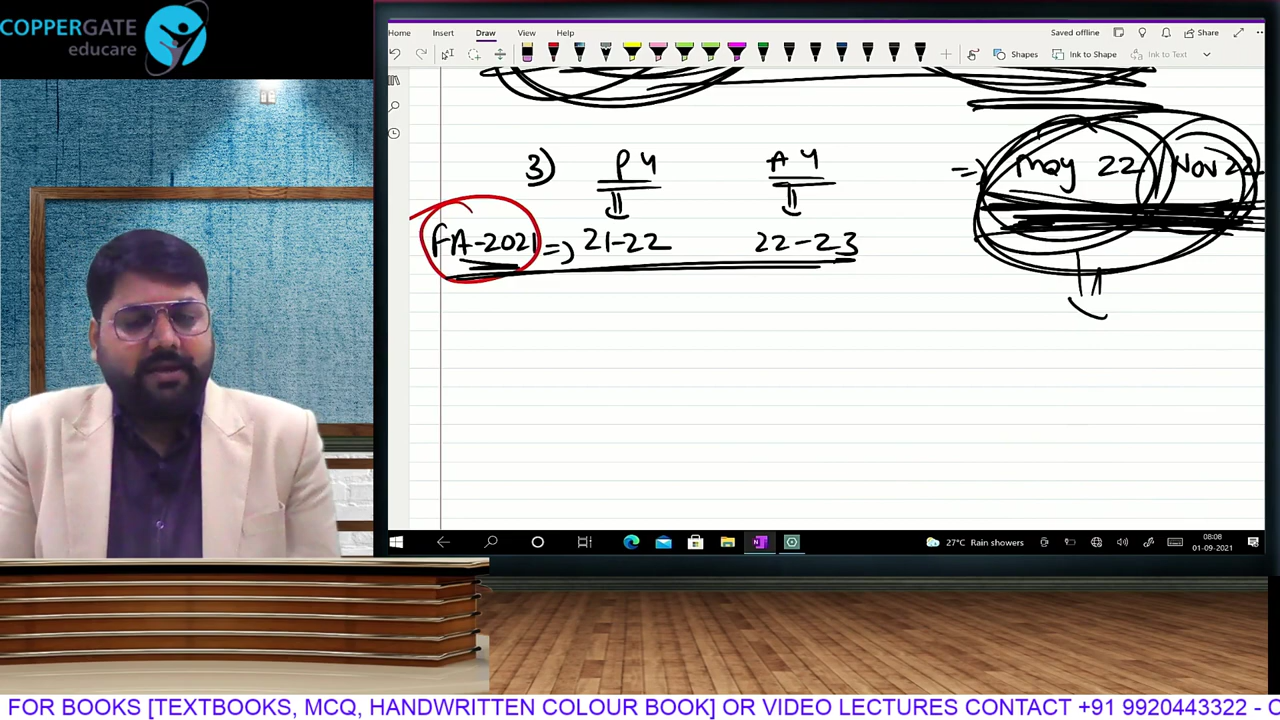 COPPERGATE
educare
Home Insert Draw View Help
Saved offline
Share
Shapes
Ink to Shape
Ink to Text
3) PY AY => May 22 Nov 22
FA-2021 => 21-22 22-23
27°C Rain showers
08:08
01-09-2021
FOR BOOKS [TEXTBOOKS, MCQ, HANDWRITTEN COLOUR BOOK] OR VIDEO LECTURES CONTACT +91 9920443322 -